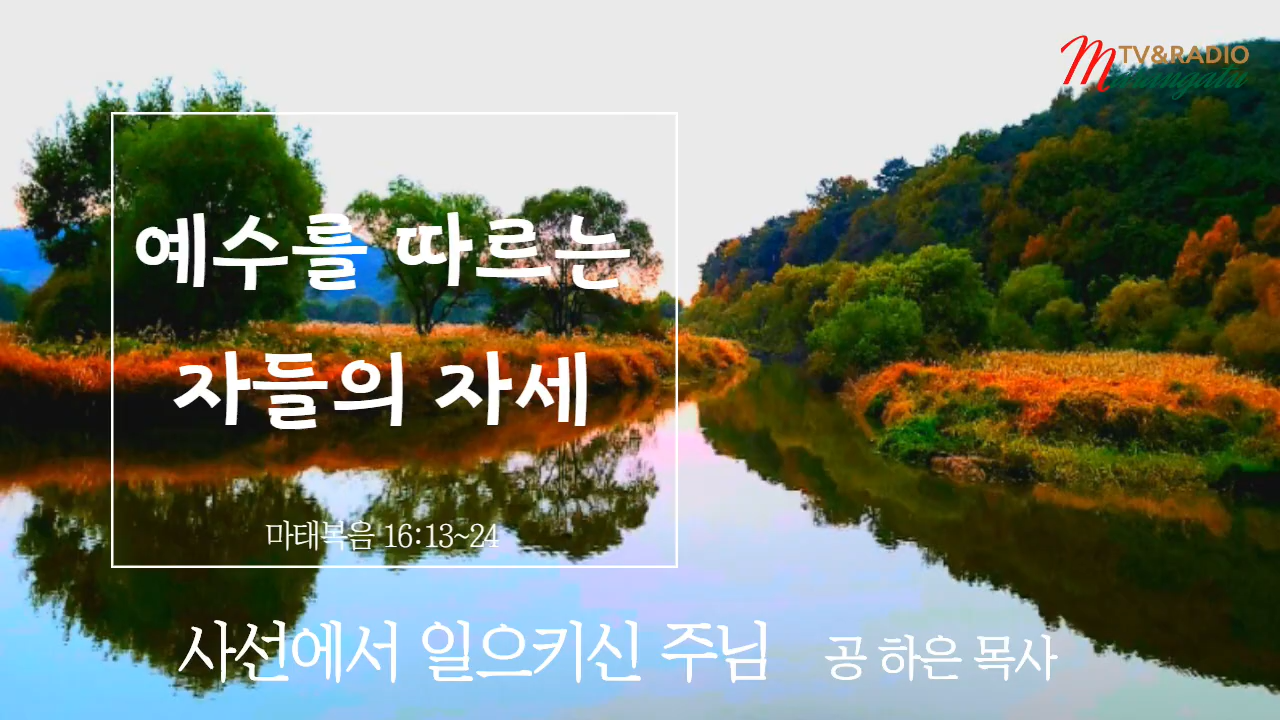 TV&RADIO
예수를 따르는
자들의 자세
마태복음 16:13~24
사선에서 일으키신 주님 공 하은 목사